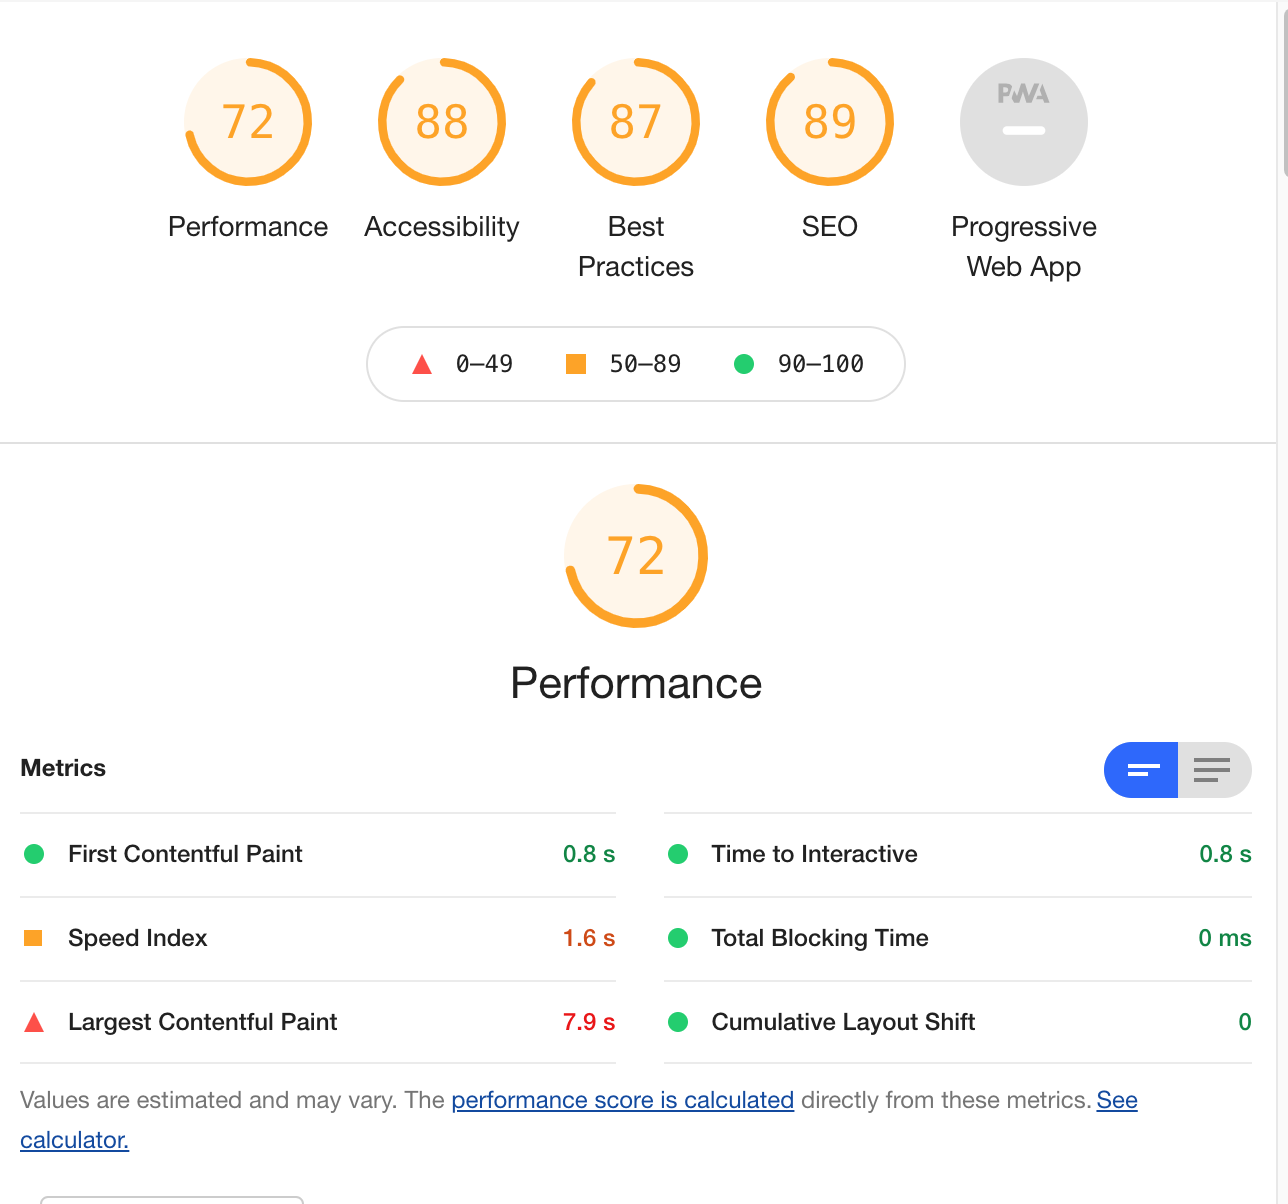 72
88
87
89
PWA
Performance
Accessibility
Best
Practices
SEO
Progressive
Web App
0–49
50–89
90–100
72
Performance
Metrics
First Contentful Paint 0.8 s
Time to Interactive 0.8 s
Speed Index 1.6 s
Total Blocking Time 0 ms
Largest Contentful Paint 7.9 s
Cumulative Layout Shift 0
Values are estimated and may vary. The performance score is calculated directly from these metrics. See
calculator.